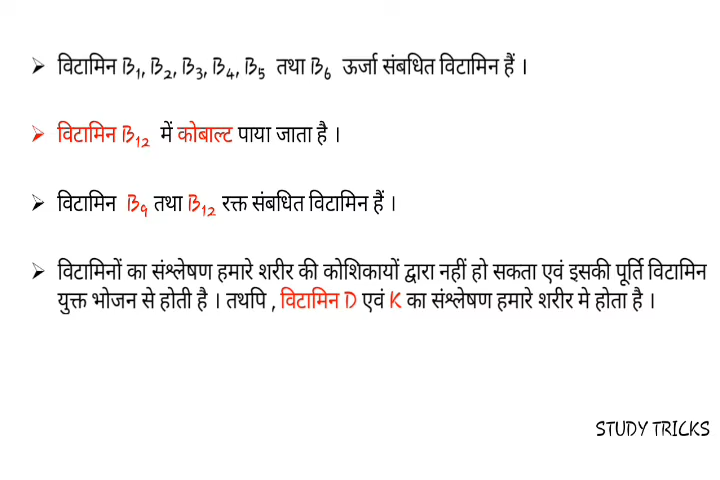 ➢ विटामिन B₁, B₂, B₃, B₄, B₅ तथा B₆ ऊर्जा संबधित विटामिन हैं ।
➢ विटामिन B₁₂ में कोबाल्ट पाया जाता है ।
➢ विटामिन B₉ तथा B₁₂ रक्त संबधित विटामिन हैं ।
➢ विटामिनों का संश्लेषण हमारे शरीर की कोशिकायों द्वारा नहीं हो सकता एवं इसकी पूर्ति विटामिन
युक्त भोजन से होती है । तथपि , विटामिन D एवं K का संश्लेषण हमारे शरीर मे होता है ।
STUDY TRICKS